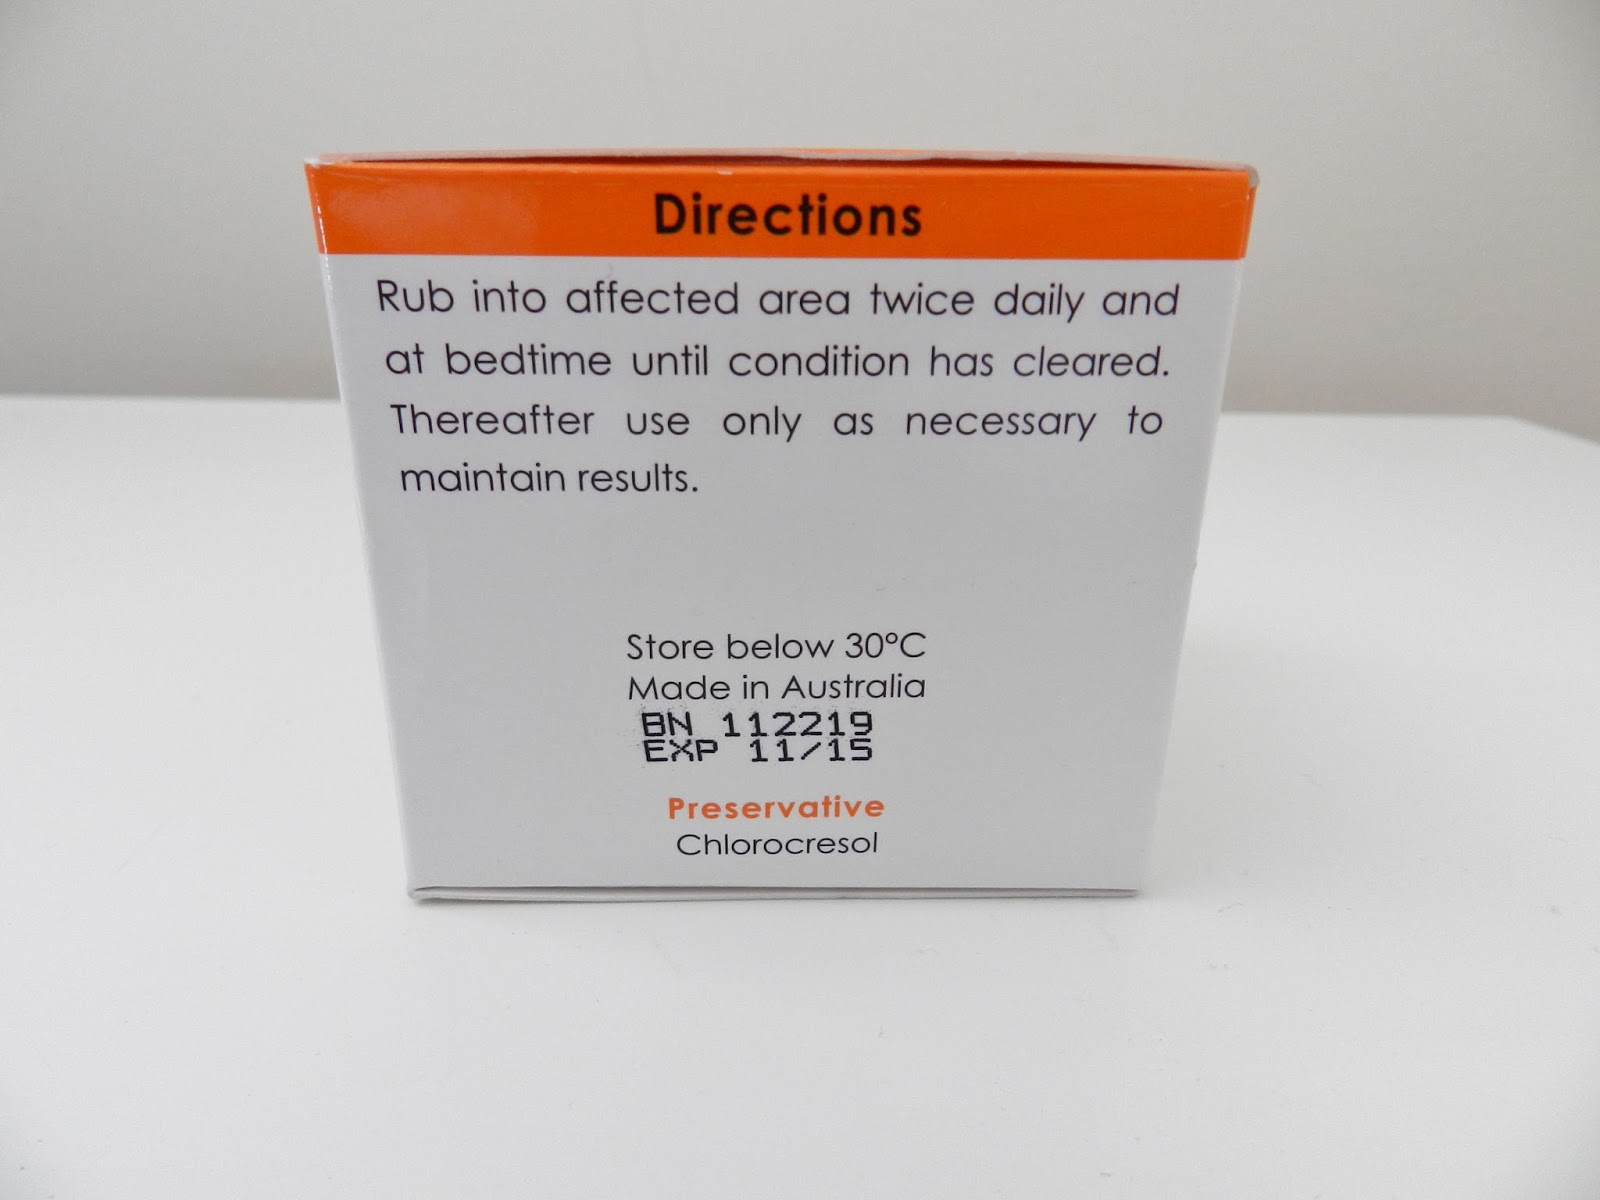 Directions
Rub into affected area twice daily and
at bedtime until condition has cleared.
Thereafter use only as necessary to
maintain results.
Store below 30°C
Made in Australia
BN 112219
EXP 11/15
Preservative
Chlorocresol